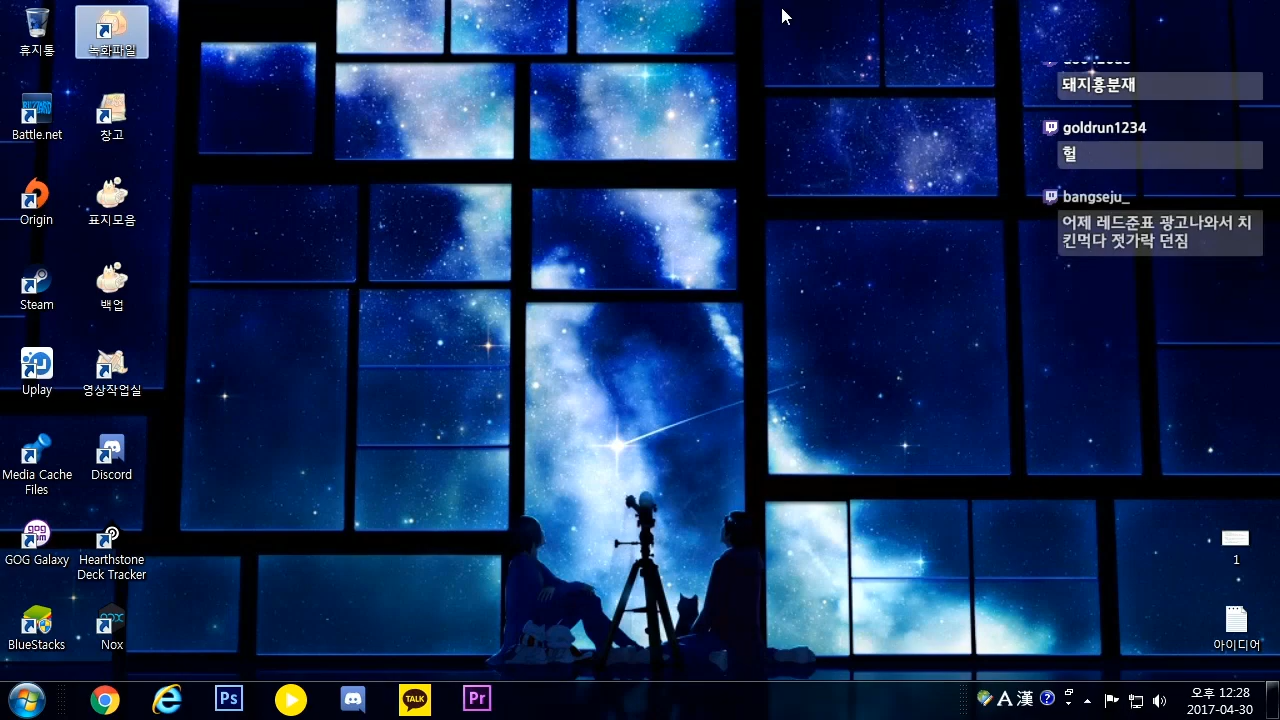 휴지통
녹화파일
Battle.net
창고
Origin
표지모음
Steam
백업
Uplay
영상작업실
Media Cache
Files
Discord
GOG Galaxy
Hearthstone
Deck Tracker
BlueStacks
Nox
돼지흥분재
goldrun1234
헐
bangseju_
어제 레드준표 광고나와서 치
킨먹다 젓가락 던짐
1
아이디어
Ps
TALK
Pr
A 漢
오후 12:28
2017-04-30